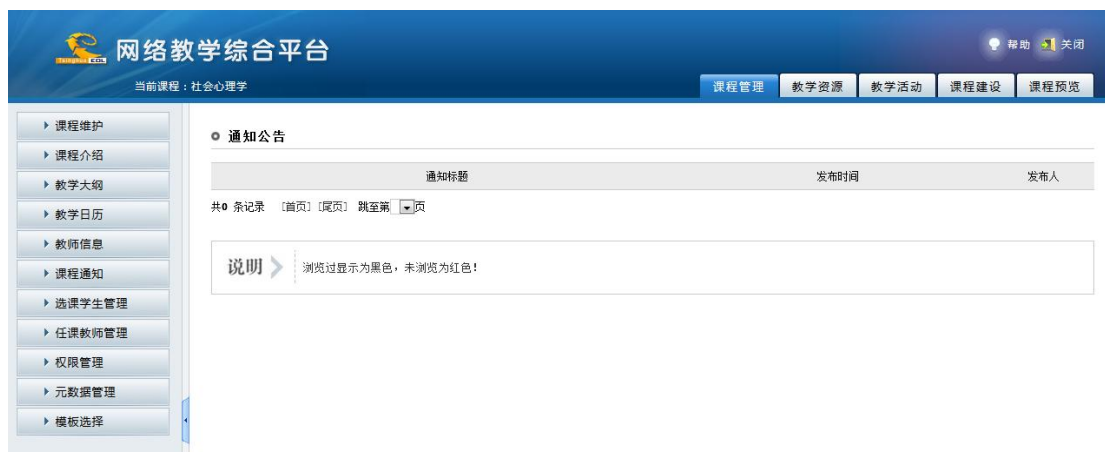 网络教学综合平台
Tsinghua EOL
帮助 关闭
当前课程：社会心理学
课程管理 教学资源 教学活动 课程建设 课程预览
课程维护
课程介绍
教学大纲
教学日历
教师信息
课程通知
选课学生管理
任课教师管理
权限管理
元数据管理
模板选择
通知公告
通知标题 发布时间 发布人
共0 条记录 [首页] [尾页] 跳至第 页
说明 浏览过显示为黑色，未浏览为红色！